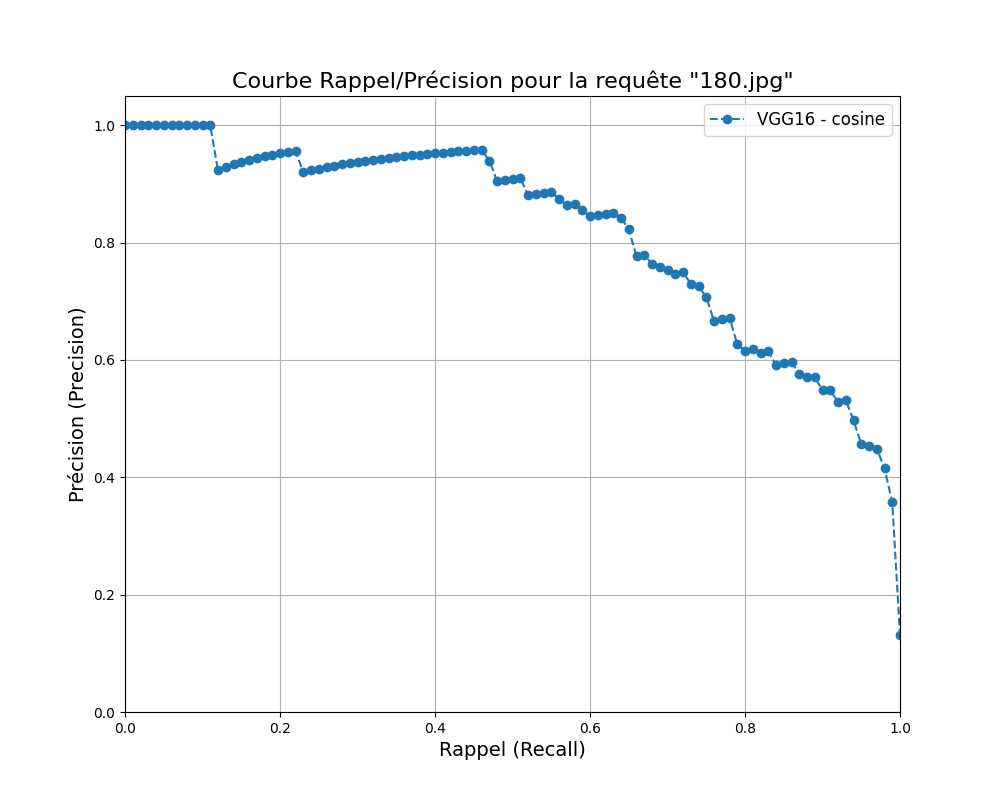 Courbe Rappel/Précision pour la requête "180.jpg"
VGG16 - cosine
Précision (Precision)
1.0
0.8
0.6
0.4
0.2
0.0
0.0 0.2 0.4 0.6 0.8 1.0
Rappel (Recall)